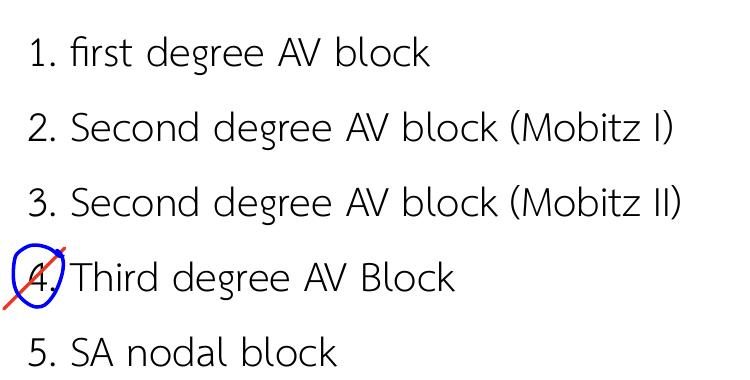 1. first degree AV block
2. Second degree AV block (Mobitz I)
3. Second degree AV block (Mobitz II)
4. Third degree AV Block
5. SA nodal block